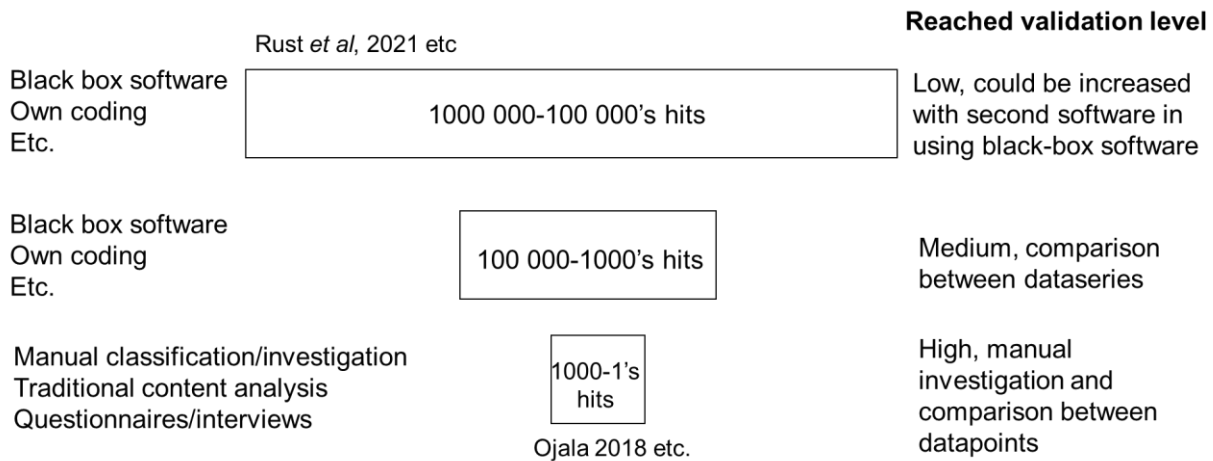 Reached validation level
Rust et al, 2021 etc
Black box software
Own coding
Etc.
1000 000-100 000's hits
Low, could be increased
with second software in
using black-box software
Black box software
Own coding
Etc.
100 000-1000's hits
Medium, comparison
between dataseries
Manual classification/investigation
Traditional content analysis
Questionnaires/interviews
1000-1's
hits
Ojala 2018 etc.
High, manual
investigation and
comparison between
datapoints